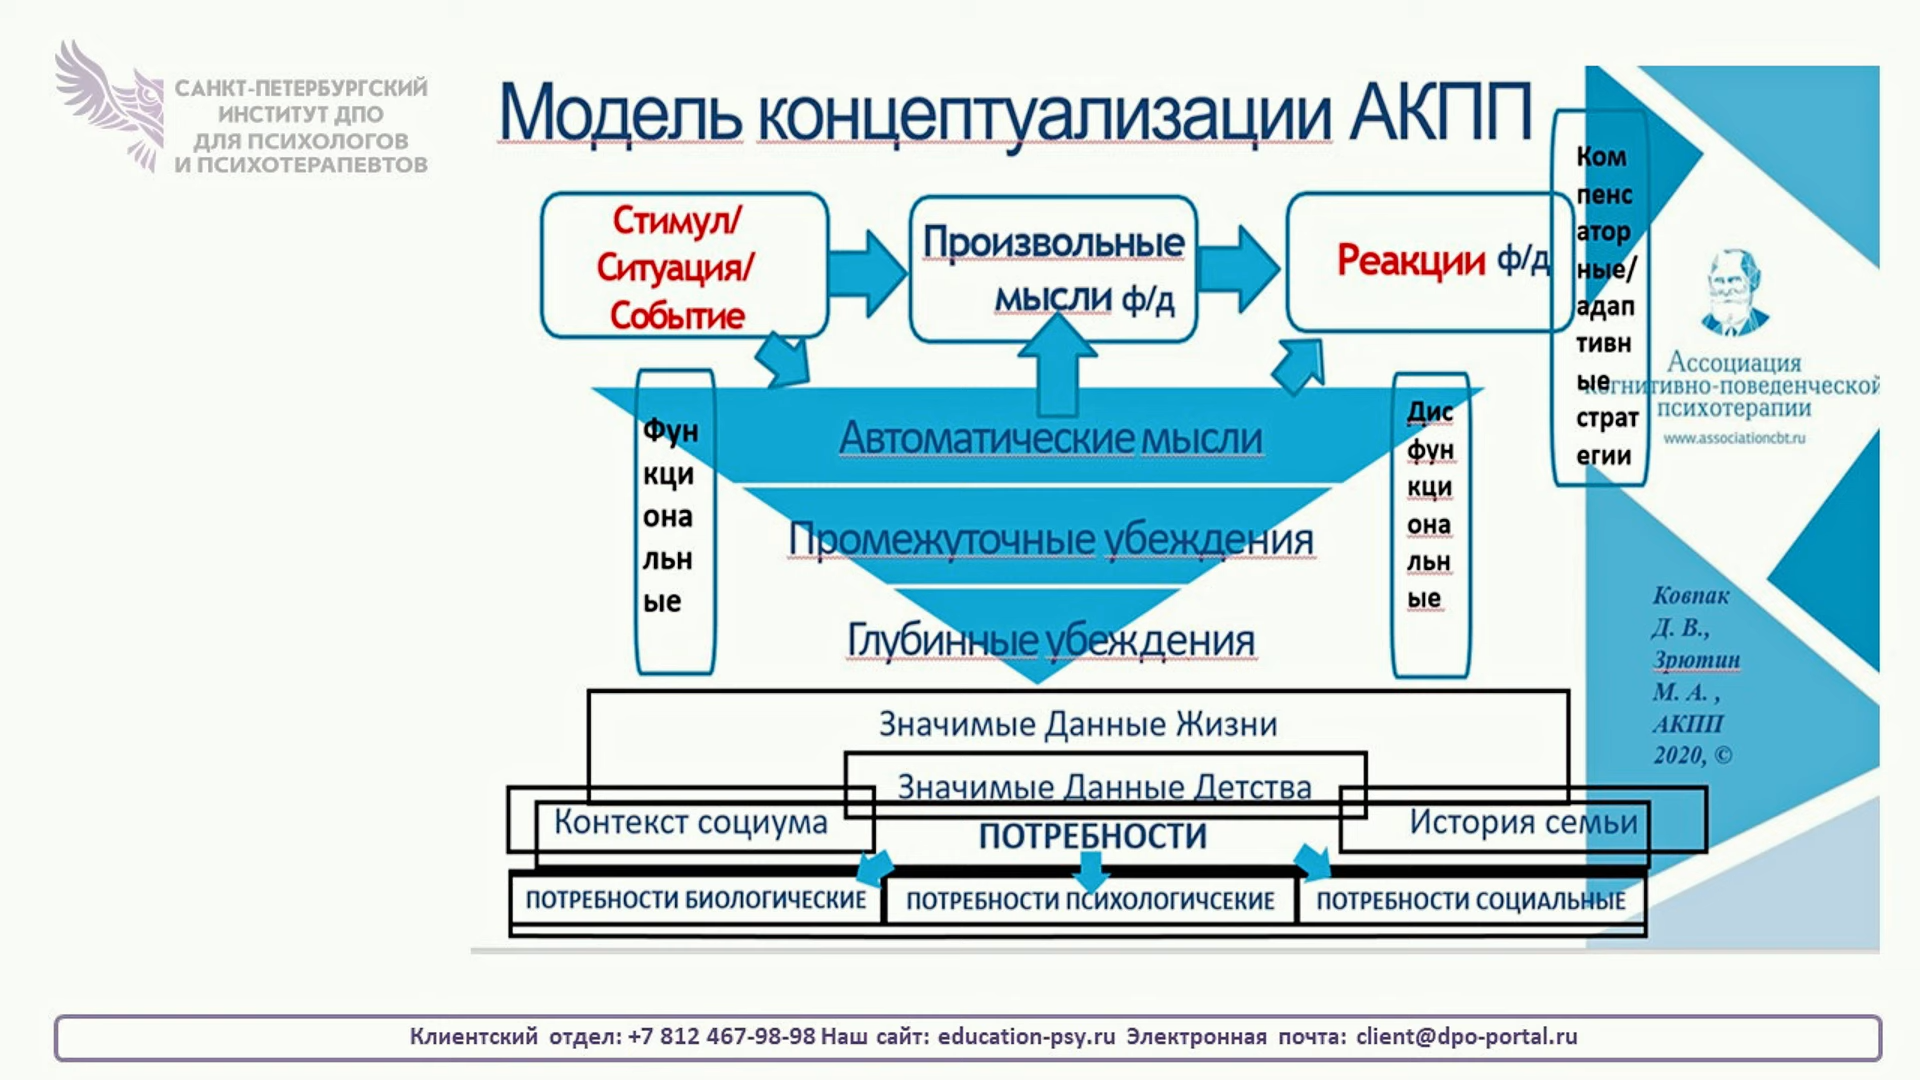 САНКТ-ПЕТЕРБУРГСКИЙ
ИНСТИТУТ ДПО
ДЛЯ ПСИХОЛОГОВ
И ПСИХОТЕРАПЕВТОВ
Модель концептуализации АКПП
Стимул/
Ситуация/
Событие
Произвольные
мысли ф/д
Реакции ф/д
Ком
пенс
атор
ные/
адап
тивн
ые
страт
егии
Ассоциация
когнитивно-поведенческой
психотерапии
www.associationcbt.ru
Фун
кци
она
льн
ые
Автоматические мысли
Промежуточные убеждения
Глубинные убеждения
Дис
фун
кци
она
льн
ые
Ковпак
Д. В.,
Зрютин
М. А. ,
АКПП
2020, ©
Значимые Данные Жизни
Значимые Данные Детства
Контекст социума
ПОТРЕБНОСТИ
История семьи
ПОТРЕБНОСТИ БИОЛОГИЧЕСКИЕ
ПОТРЕБНОСТИ ПСИХОЛОГИЧСЕКИЕ
ПОТРЕБНОСТИ СОЦИАЛЬНЫЕ
Клиентский отдел: +7 812 467-98-98 Наш сайт: education-psy.ru Электронная почта: client@dpo-portal.ru